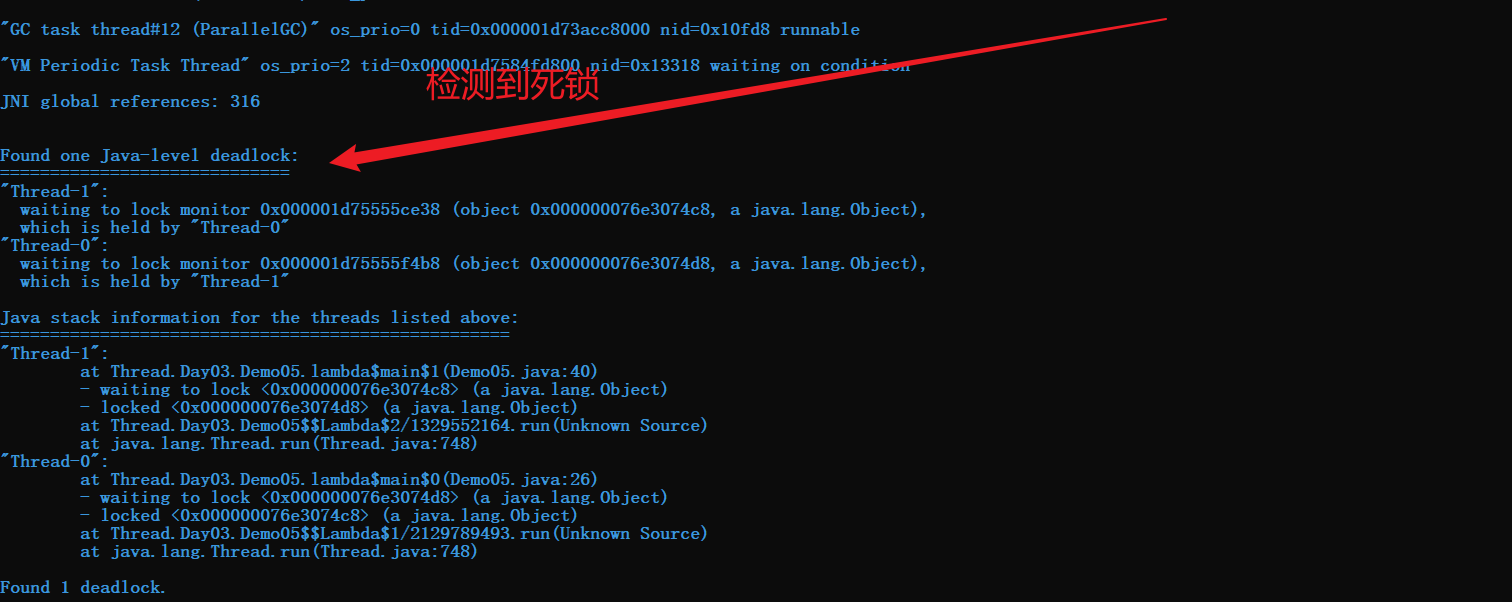 "GC task thread#12 (ParallelGC)" os_prio=0 tid=0x000001d73acc8000 nid=0x10fd8 runnable
"VM Periodic Task Thread" os_prio=2 tid=0x000001d7584fd800 nid=0x13318 waiting on condition
检测到死锁
JNI global references: 316
Found one Java-level deadlock:
=============================
"Thread-1":
  waiting to lock monitor 0x000001d75555ce38 (object 0x000000076e3074c8, a java.lang.Object),
  which is held by "Thread-0"
"Thread-0":
  waiting to lock monitor 0x000001d75555f4b8 (object 0x000000076e3074d8, a java.lang.Object),
  which is held by "Thread-1"
Java stack information for the threads listed above:
===================================================
"Thread-1":
        at Thread.Day03.Demo05.lambda$main$1(Demo05.java:40)
        - waiting to lock <0x000000076e3074c8> (a java.lang.Object)
        - locked <0x000000076e3074d8> (a java.lang.Object)
        at Thread.Day03.Demo05$$Lambda$2/1329552164.run(Unknown Source)
        at java.lang.Thread.run(Thread.java:748)
"Thread-0":
        at Thread.Day03.Demo05.lambda$main$0(Demo05.java:26)
        - waiting to lock <0x000000076e3074d8> (a java.lang.Object)
        - locked <0x000000076e3074c8> (a java.lang.Object)
        at Thread.Day03.Demo05$$Lambda$1/2129789493.run(Unknown Source)
        at java.lang.Thread.run(Thread.java:748)
Found 1 deadlock.